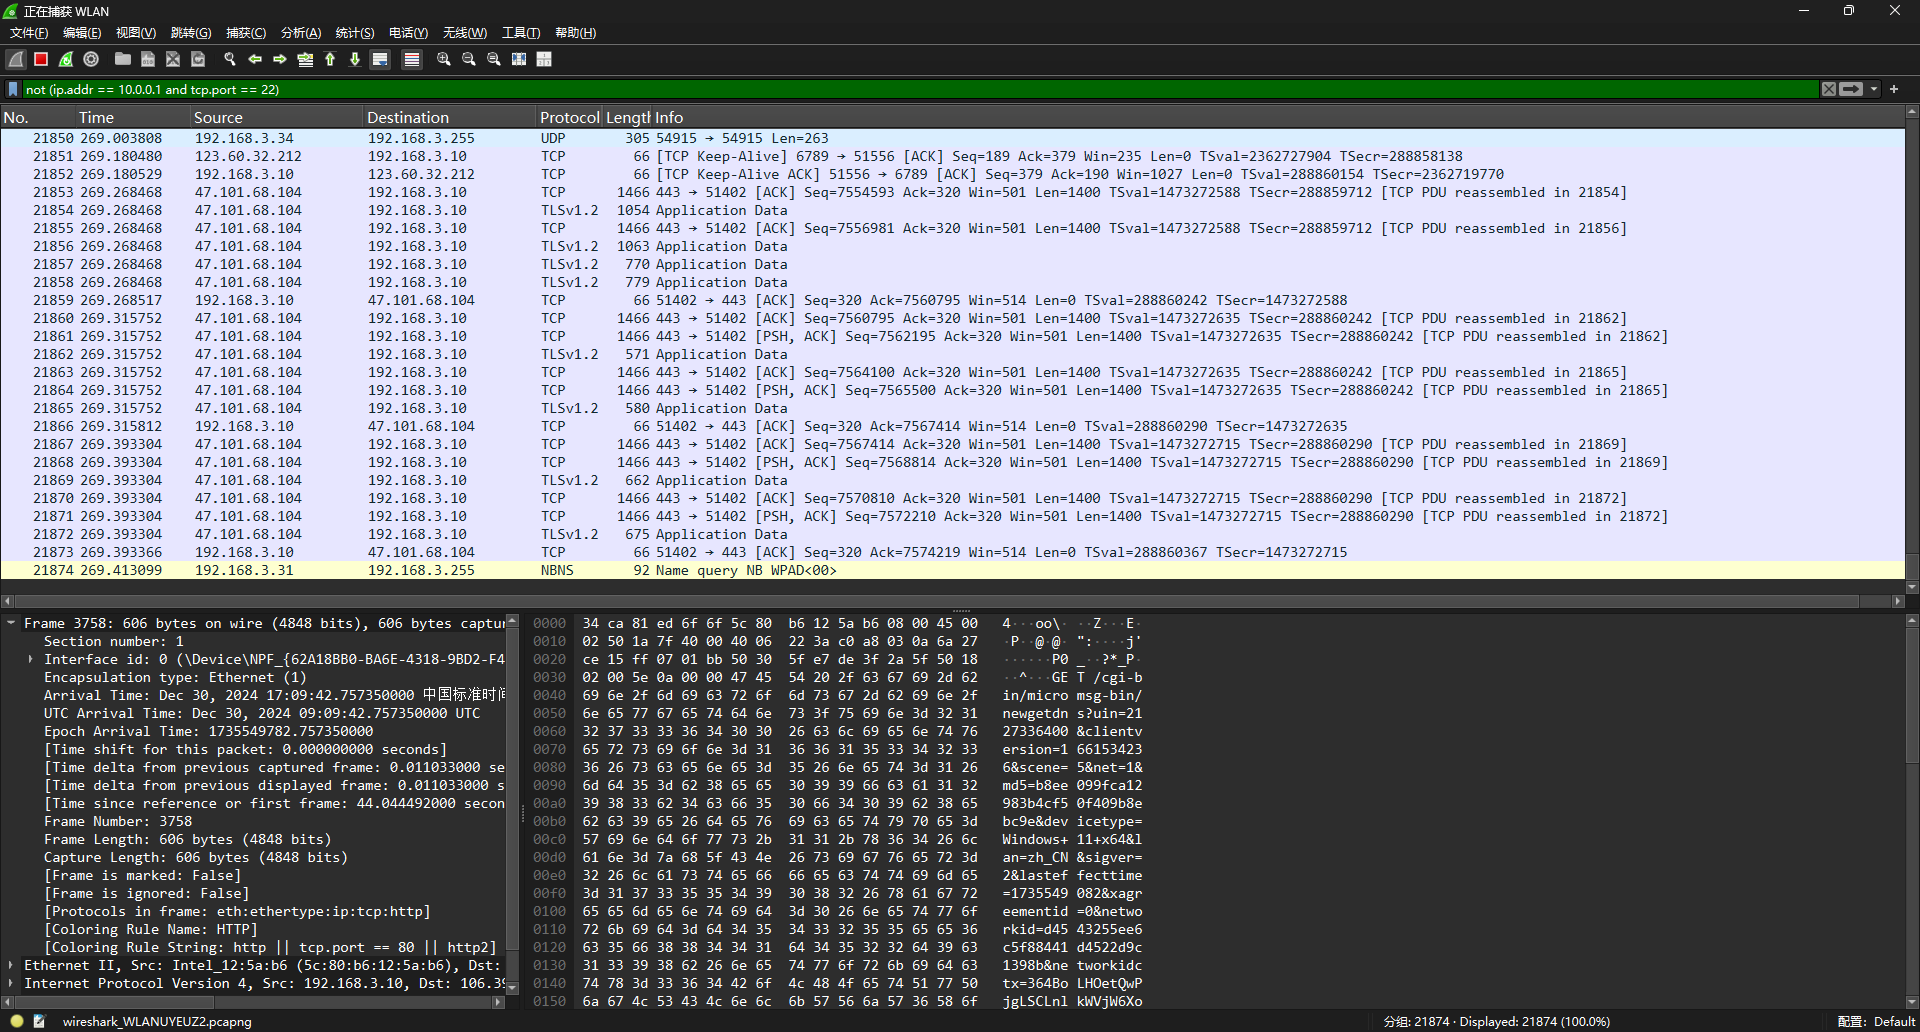 正在捕获 WLAN
文件(F) 编辑(E) 视图(V) 跳转(G) 捕获(C) 分析(A) 统计(S) 电话(Y) 无线(W) 工具(T) 帮助(H)
not (ip.addr == 10.0.0.1 and tcp.port == 22)
No. Time Source Destination Protocol Length Info
21850 269.003808 192.168.3.34 192.168.3.255 UDP 305 54915 → 54915 Len=263
21851 269.180480 123.60.32.212 192.168.3.10 TCP 66 [TCP Keep-Alive] 6789 → 51556 [ACK] Seq=189 Ack=379 Win=235 Len=0 TSval=2362727904 TSecr=288858138
21852 269.180529 192.168.3.10 123.60.32.212 TCP 66 [TCP Keep-Alive ACK] 51556 → 6789 [ACK] Seq=379 Ack=190 Win=1027 Len=0 TSval=288860154 TSecr=2362719770
21853 269.268468 47.101.68.104 192.168.3.10 TCP 1466 443 → 51402 [ACK] Seq=7554593 Ack=320 Win=501 Len=1400 TSval=1473272588 TSecr=288859712 [TCP PDU reassembled in 21854]
21854 269.268468 47.101.68.104 192.168.3.10 TLSv1.2 1054 Application Data
21855 269.268468 47.101.68.104 192.168.3.10 TCP 1466 443 → 51402 [ACK] Seq=7556981 Ack=320 Win=501 Len=1400 TSval=1473272588 TSecr=288859712 [TCP PDU reassembled in 21856]
21856 269.268468 47.101.68.104 192.168.3.10 TLSv1.2 1063 Application Data
21857 269.268468 47.101.68.104 192.168.3.10 TLSv1.2 770 Application Data
21858 269.268468 47.101.68.104 192.168.3.10 TLSv1.2 779 Application Data
21859 269.268517 192.168.3.10 47.101.68.104 TCP 66 51402 → 443 [ACK] Seq=320 Ack=7560795 Win=514 Len=0 TSval=288860242 TSecr=1473272588
21860 269.315752 47.101.68.104 192.168.3.10 TCP 1466 443 → 51402 [ACK] Seq=7560795 Ack=320 Win=501 Len=1400 TSval=1473272635 TSecr=288860242 [TCP PDU reassembled in 21862]
21861 269.315752 47.101.68.104 192.168.3.10 TCP 1466 443 → 51402 [PSH, ACK] Seq=7562195 Ack=320 Win=501 Len=1400 TSval=1473272635 TSecr=288860242 [TCP PDU reassembled in 21862]
21862 269.315752 47.101.68.104 192.168.3.10 TLSv1.2 571 Application Data
21863 269.315752 47.101.68.104 192.168.3.10 TCP 1466 443 → 51402 [ACK] Seq=7564100 Ack=320 Win=501 Len=1400 TSval=1473272635 TSecr=288860242 [TCP PDU reassembled in 21865]
21864 269.315752 47.101.68.104 192.168.3.10 TCP 1466 443 → 51402 [PSH, ACK] Seq=7565500 Ack=320 Win=501 Len=1400 TSval=1473272635 TSecr=288860242 [TCP PDU reassembled in 21865]
21865 269.315752 47.101.68.104 192.168.3.10 TLSv1.2 580 Application Data
21866 269.315812 192.168.3.10 47.101.68.104 TCP 66 51402 → 443 [ACK] Seq=320 Ack=7567414 Win=514 Len=0 TSval=288860290 TSecr=1473272635
21867 269.393304 47.101.68.104 192.168.3.10 TCP 1466 443 → 51402 [ACK] Seq=7567414 Ack=320 Win=501 Len=1400 TSval=1473272715 TSecr=288860290 [TCP PDU reassembled in 21869]
21868 269.393304 47.101.68.104 192.168.3.10 TCP 1466 443 → 51402 [PSH, ACK] Seq=7568814 Ack=320 Win=501 Len=1400 TSval=1473272715 TSecr=288860290 [TCP PDU reassembled in 21869]
21869 269.393304 47.101.68.104 192.168.3.10 TLSv1.2 662 Application Data
21870 269.393304 47.101.68.104 192.168.3.10 TCP 1466 443 → 51402 [ACK] Seq=7570810 Ack=320 Win=501 Len=1400 TSval=1473272715 TSecr=288860290 [TCP PDU reassembled in 21872]
21871 269.393304 47.101.68.104 192.168.3.10 TCP 1466 443 → 51402 [PSH, ACK] Seq=7572210 Ack=320 Win=501 Len=1400 TSval=1473272715 TSecr=288860290 [TCP PDU reassembled in 21872]
21872 269.393304 47.101.68.104 192.168.3.10 TLSv1.2 675 Application Data
21873 269.393366 192.168.3.10 47.101.68.104 TCP 66 51402 → 443 [ACK] Seq=320 Ack=7574219 Win=514 Len=0 TSval=288860367 TSecr=1473272715
21874 269.413099 192.168.3.31 192.168.3.255 NBNS 92 Name query NB WPAD<00>
Frame 3758: 606 bytes on wire (4848 bits), 606 bytes captur
Section number: 1
Interface id: 0 (\Device\NPF_{62A18BB0-BA6E-4318-9BD2-F4
Encapsulation type: Ethernet (1)
Arrival Time: Dec 30, 2024 17:09:42.757350000 中国标准时间
UTC Arrival Time: Dec 30, 2024 09:09:42.757350000 UTC
Epoch Arrival Time: 1735549782.757350000
[Time shift for this packet: 0.000000000 seconds]
[Time delta from previous captured frame: 0.011033000 se
[Time delta from previous displayed frame: 0.011033000 s
[Time since reference or first frame: 44.044492000 secon
Frame Number: 3758
Frame Length: 606 bytes (4848 bits)
Capture Length: 606 bytes (4848 bits)
[Frame is marked: False]
[Frame is ignored: False]
[Protocols in frame: eth:ethertype:ip:tcp:http]
[Coloring Rule Name: HTTP]
[Coloring Rule String: http || tcp.port == 80 || http2]
Ethernet II, Src: Intel_12:5a:b6 (5c:80:b6:12:5a:b6), Dst:
Internet Protocol Version 4, Src: 192.168.3.10, Dst: 106.39
0000 34 ca 81 ed 6f 6f 5c 80 b6 12 5a b6 08 00 45 00 4···oo\· ··Z···E·
0010 02 50 1a 7f 40 00 40 06 22 3a c0 a8 03 0a 6a 27 ·P··@·@· ":····j'
0020 ce 15 ff 07 01 bb 50 30 5f e7 de 3f 2a 5f 50 18 ······P0 _··?*_P·
0030 02 00 5e 0a 00 00 47 45 54 20 2f 63 67 69 2d 62 ··^···GE T /cgi-b
0040 69 6e 2f 6d 69 63 72 6f 6d 73 67 2d 62 69 6e 2f in/micro msg-bin/
0050 6e 65 77 67 65 74 64 6e 73 3f 75 69 6e 3d 32 31 newgetdn s?uin=21
0060 32 37 33 33 36 34 30 30 26 63 6c 69 65 6e 74 76 27336400 &clientv
0070 65 72 73 69 6f 6e 3d 31 36 36 31 35 33 34 32 33 ersion=1 66153423
0080 36 26 73 63 65 6e 65 3d 35 26 6e 65 74 3d 31 26 6&scene= 5&net=1&
0090 6d 64 35 3d 62 38 65 65 30 39 39 66 63 61 31 32 md5=b8ee 099fca12
00a0 39 38 33 62 34 63 66 35 30 66 34 30 39 62 38 65 983b4cf5 0f409b8e
00b0 62 63 39 65 26 64 65 76 69 63 65 74 79 70 65 3d bc9e&dev icetype=
00c0 57 69 6e 64 6f 77 73 2b 31 31 2b 78 36 34 26 6c Windows+ 11+x64&l
00d0 61 6e 3d 7a 68 5f 43 4e 26 73 69 67 76 65 72 3d an=zh_CN &sigver=
00e0 32 26 6c 61 73 74 65 66 66 65 63 74 74 69 6d 65 2&lastef fecttime
00f0 3d 31 37 33 35 35 34 39 30 38 32 26 78 61 67 72 =1735549 082&xagr
0100 65 65 6d 65 6e 74 69 64 3d 30 26 6e 65 74 77 6f eementid =0&netwo
0110 72 6b 69 64 3d 64 34 35 34 33 32 35 35 65 65 36 rkid=d45 43255ee6
0120 63 35 66 38 38 34 34 31 64 34 35 32 32 64 39 63 c5f88441 d4522d9c
0130 31 33 39 38 62 26 6e 65 74 77 6f 72 6b 69 64 63 1398b&ne tworkidc
0140 74 78 3d 33 36 34 42 6f 4c 48 4f 65 74 51 77 50 tx=364Bo LHOetQwP
0150 6a 67 4c 53 43 4c 6e 6c 6b 57 56 6a 57 36 58 6f jgLSCLnl kWVjW6Xo
wireshark_WLANUYEUZ2.pcapng 分组: 21874 · Displayed: 21874 (100.0%) 配置: Default